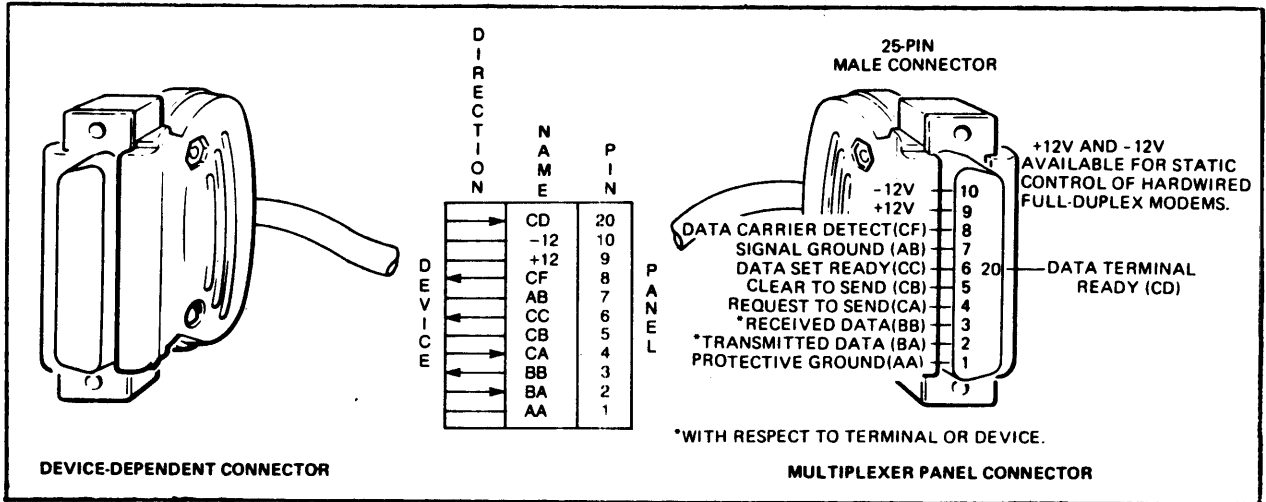 DIRECTION
NAME
PIN
DEVICE
CD 20
-12 10
+12 9
CF 8
AB 7
CC 6
CB 5
CA 4
BB 3
BA 2
AA 1
PANEL
25-PIN
MALE CONNECTOR
+12V AND -12V
AVAILABLE FOR STATIC
CONTROL OF HARDWIRED
FULL-DUPLEX MODEMS.
-12V 10
+12V 9
DATA CARRIER DETECT(CF) 8
SIGNAL GROUND (AB) 7
DATA SET READY(CC) 6
CLEAR TO SEND (CB) 5
REQUEST TO SEND(CA) 4
*RECEIVED DATA(BB) 3
*TRANSMITTED DATA (BA) 2
PROTECTIVE GROUND(AA) 1
20 DATA TERMINAL
READY (CD)
*WITH RESPECT TO TERMINAL OR DEVICE.
DEVICE-DEPENDENT CONNECTOR
MULTIPLEXER PANEL CONNECTOR